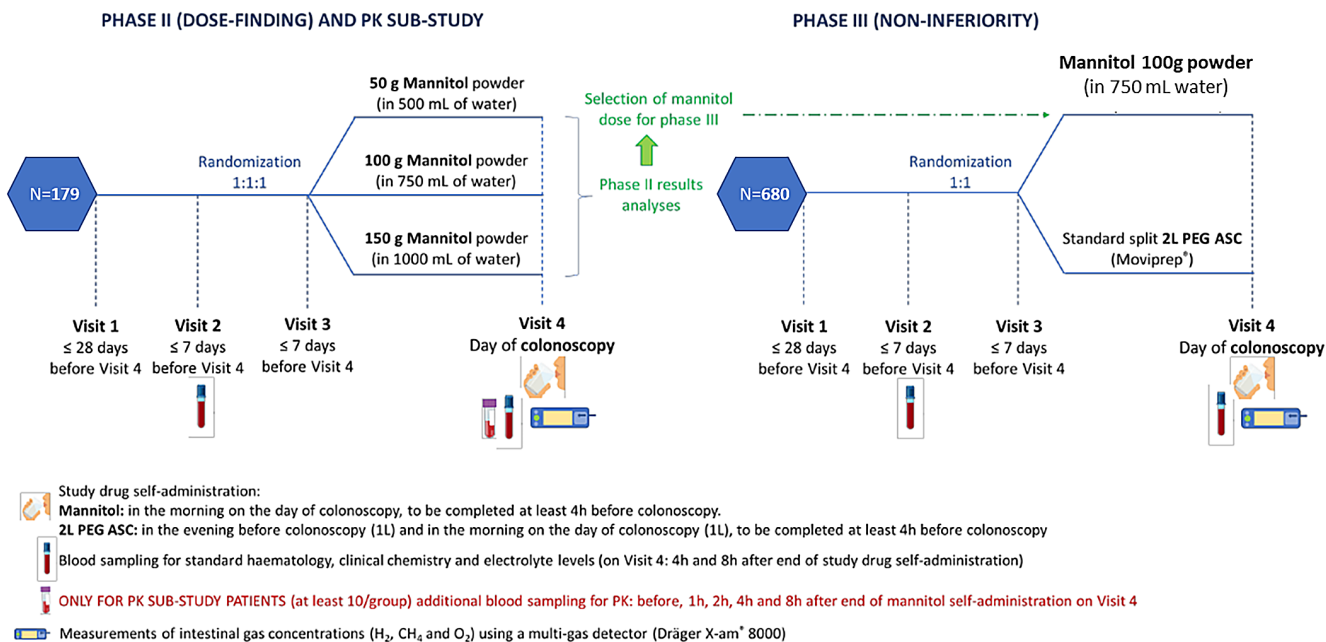 PHASE II (DOSE-FINDING) AND PK SUB-STUDY
50 g Mannitol powder
(in 500 mL of water)
Randomization
1:1:1
100 g Mannitol powder
(in 750 mL of water)
N=179
150 g Mannitol powder
(in 1000 mL of water)
Selection of mannitol
dose for phase III
Phase II results
analyses
Visit 1
≤ 28 days
before Visit 4
Visit 2
≤ 7 days
before Visit 4
Visit 3
≤ 7 days
before Visit 4
Visit 4
Day of colonoscopy
PHASE III (NON-INFERIORITY)
Mannitol 100g powder
(in 750 mL water)
Randomization
1:1
N=680
Standard split 2L PEG ASC
(Moviprep®)
Visit 1
≤ 28 days
before Visit 4
Visit 2
≤ 7 days
before Visit 4
Visit 3
≤ 7 days
before Visit 4
Visit 4
Day of colonoscopy
Study drug self-administration:
Mannitol: in the morning on the day of colonoscopy, to be completed at least 4h before colonoscopy.
2L PEG ASC: in the evening before colonoscopy (1L) and in the morning on the day of colonoscopy (1L), to be completed at least 4h before colonoscopy
Blood sampling for standard haematology, clinical chemistry and electrolyte levels (on Visit 4: 4h and 8h after end of study drug self-administration)
ONLY FOR PK SUB-STUDY PATIENTS (at least 10/group) additional blood sampling for PK: before, 1h, 2h, 4h and 8h after end of mannitol self-administration on Visit 4
Measurements of intestinal gas concentrations (H₂, CH₄ and O₂) using a multi-gas detector (Dräger X-am® 8000)